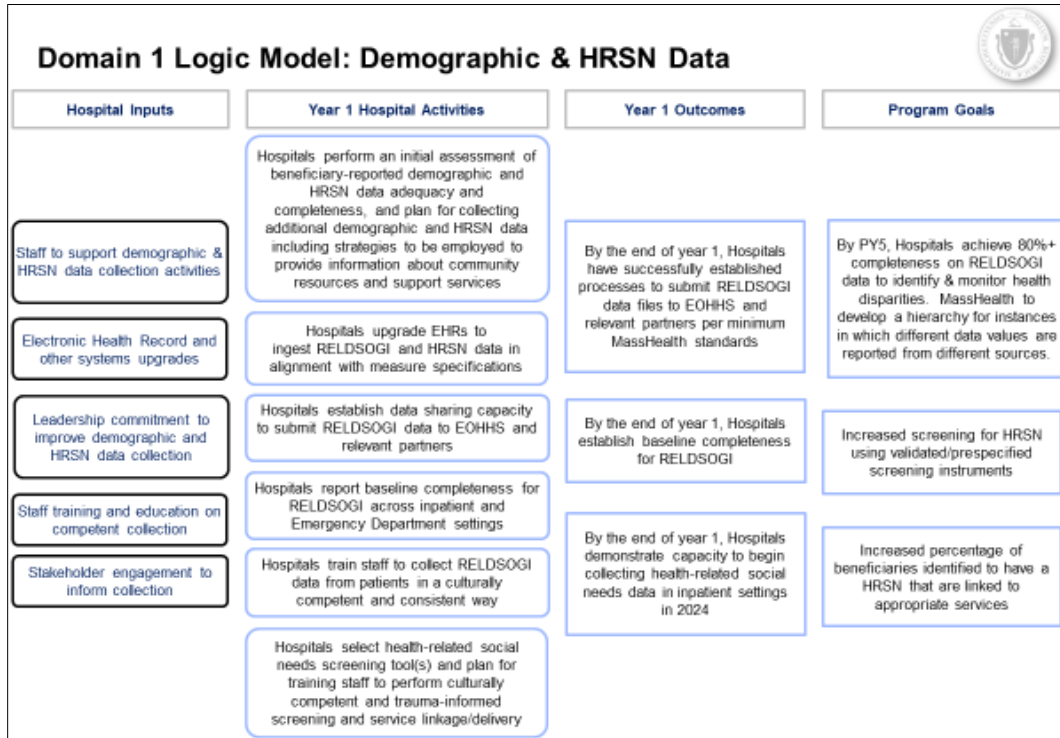 Domain 1 Logic Model: Demographic & HRSN Data
Hospital Inputs
Staff to support demographic &
HRSN data collection activities
Electronic Health Record and
other systems upgrades
Leadership commitment to
improve demographic and
HRSN data collection
Staff training and education on
competent collection
Stakeholder engagement to
inform collection
Year 1 Hospital Activities
Hospitals perform an initial assessment of
beneficiary-reported demographic and
HRSN data adequacy and
completeness, and plan for collecting
additional demographic and HRSN data
including strategies to be employed to
provide information about community
resources and support services
Hospitals upgrade EHRs to
ingest RELDSOGI and HRSN data in
alignment with measure specifications
Hospitals establish data sharing capacity
to submit RELDSOGI data to EOHHS and
relevant partners
Hospitals report baseline completeness for
RELDSOGI across inpatient and
Emergency Department settings
Hospitals train staff to collect RELDSOGI
data from patients in a culturally
competent and consistent way
Hospitals select health-related social
needs screening tool(s) and plan for
training staff to perform culturally
competent and trauma-informed
screening and service linkage/delivery
Year 1 Outcomes
By the end of year 1, Hospitals
have successfully established
processes to submit RELDSOGI
data files to EOHHS and
relevant partners per minimum
MassHealth standards
By the end of year 1, Hospitals
establish baseline completeness
for RELDSOGI
By the end of year 1, Hospitals
demonstrate capacity to begin
collecting health-related social
needs data in inpatient settings
in 2024
Program Goals
By PY5, Hospitals achieve 80%+
completeness on RELDSOGI
data to identify & monitor health
disparities. MassHealth to
develop a hierarchy for instances
in which different data values are
reported from different sources.
Increased screening for HRSN
using validated/prespecified
screening instruments
Increased percentage of
beneficiaries identified to have a
HRSN that are linked to
appropriate services